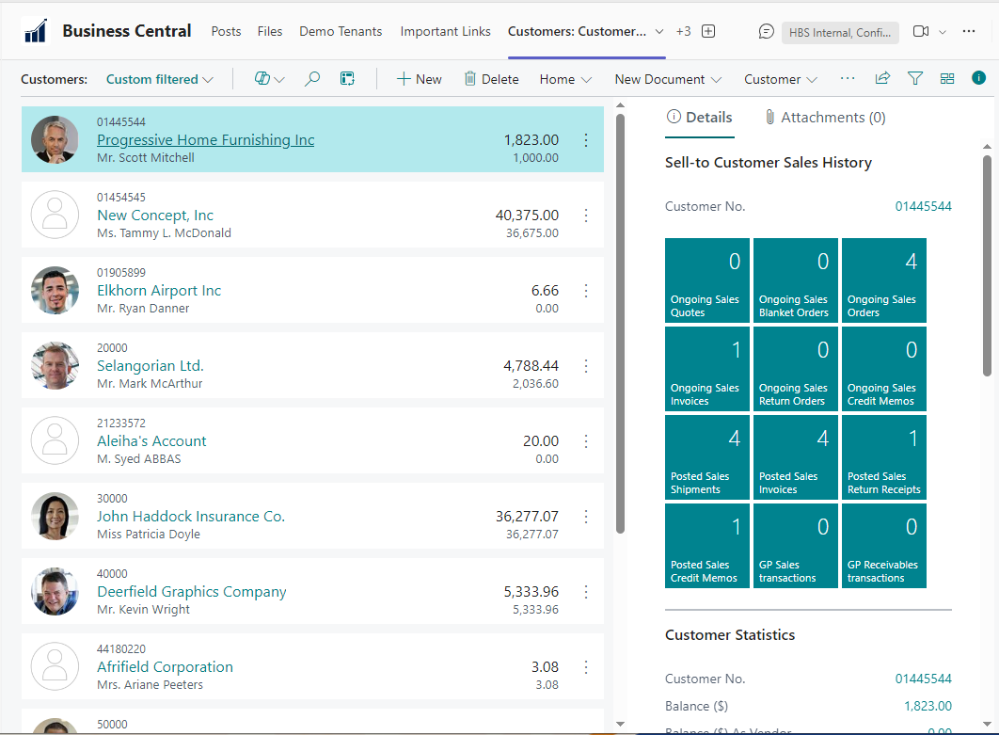 Business Central Posts Files Demo Tenants Important Links Customers: Customer... +3 HBS Internal, Confi...
Customers: Custom filtered New Delete Home New Document Customer
01445544
Progressive Home Furnishing Inc 1,823.00
Mr. Scott Mitchell 1,000.00
01454545
New Concept, Inc 40,375.00
Ms. Tammy L. McDonald 36,675.00
01905899
Elkhorn Airport Inc 6.66
Mr. Ryan Danner 0.00
20000
Selangorian Ltd. 4,788.44
Mr. Mark McArthur 2,036.60
21233572
Aleiha's Account 20.00
M. Syed ABBAS 0.00
30000
John Haddock Insurance Co. 36,277.07
Miss Patricia Doyle 36,277.07
40000
Deerfield Graphics Company 5,333.96
Mr. Kevin Wright 5,333.96
44180220
Afrifield Corporation 3.08
Mrs. Ariane Peeters 3.08
50000
Details Attachments (0)
Sell-to Customer Sales History
Customer No. 01445544
0
Ongoing Sales
Quotes
0
Ongoing Sales
Blanket Orders
4
Ongoing Sales
Orders
1
Ongoing Sales
Invoices
0
Ongoing Sales
Return Orders
0
Ongoing Sales
Credit Memos
4
Posted Sales
Shipments
4
Posted Sales
Invoices
1
Posted Sales
Return Receipts
1
Posted Sales
Credit Memos
0
GP Sales
transactions
0
GP Receivables
transactions
Customer Statistics
Customer No. 01445544
Balance ($) 1,823.00
Balance ($) As Vendor 0.00